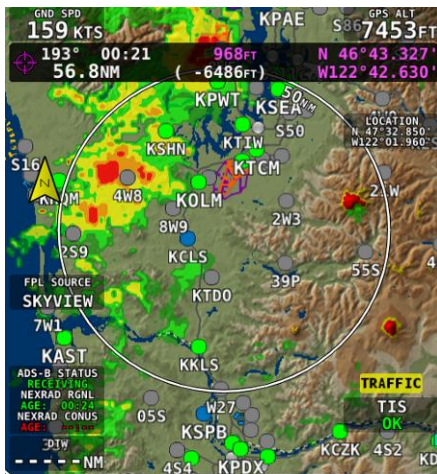 GND SPD
159 KTS
KPAE
S86
GPS ALT
7453FT
193° 00:21
968FT
N 46°43.327
56.8NM
( -6486FT)
W122°42.630
KPWT
50NM
KSEA
LOCATION
N 47°32.850
W122°01.960
KSHN
KTIW
S50
S16
N
KTCM
4W8
KOLM
21W
8W9
2W3
2S9
KCLS
39P
55S
FPL SOURCE
SKYVIEW
KTDO
7W1
KAST
KKLS
ADS-B STATUS
RECEIVING
NEXRAD RGNL
AGE: 00:24
NEXRAD CONUS
AGE:
TRAFFIC
TIS
OK
05S
W27
KSPB
KCZK
4S2
4S4
KPDX
-----NM